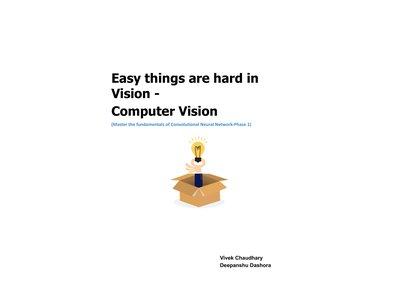 Easy things are hard in
Vision -
Computer Vision
(Master the fundamentals of Convolutional Neural Network-Phase 1)
Vivek Chaudhary
Deepanshu Dashora